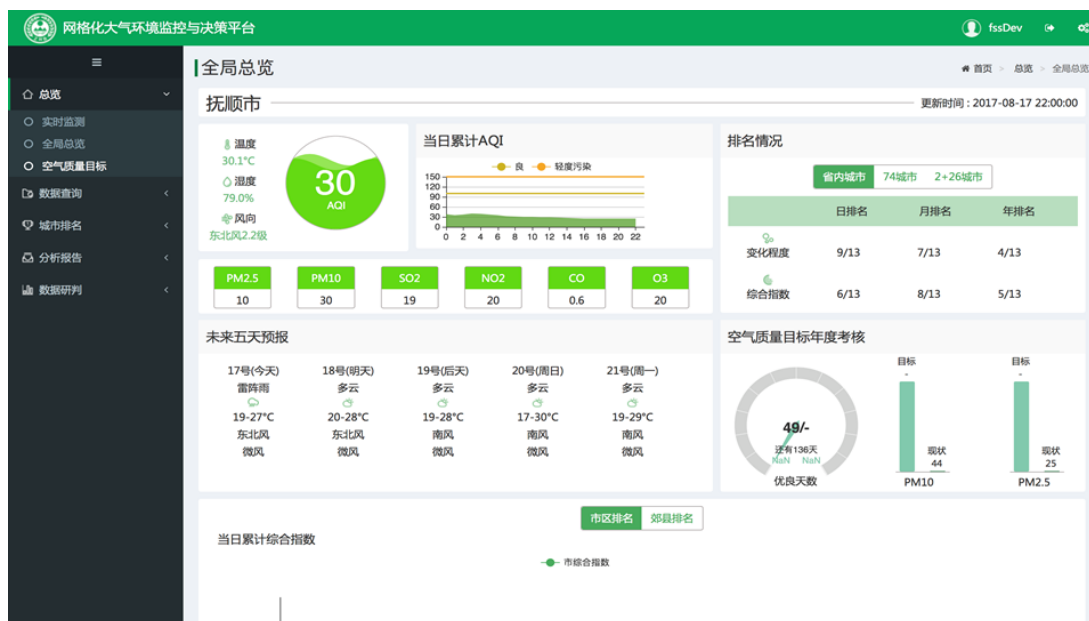 网格化大气环境监控与决策平台
fssDev
总览
实时监测
全局总览
空气质量目标
数据查询
城市排名
分析报告
数据研判
全局总览
首页 > 总览 > 全局总览
抚顺市
更新时间 : 2017-08-17 22:00:00
温度
30.1°C
湿度
79.0%
风向
东北风2.2级
30
AQI
当日累计AQI
良 轻度污染
150
120
90
60
30
0
0 2 4 6 8 10 12 14 16 18 20 22
PM2.5 PM10 SO2 NO2 CO O3
10 30 19 20 0.6 20
排名情况
省内城市 74城市 2+26城市
日排名 月排名 年排名
变化程度 9/13 7/13 4/13
综合指数 6/13 8/13 5/13
未来五天预报
17号(今天) 18号(明天) 19号(后天) 20号(周日) 21号(周一)
雷阵雨 多云 多云 多云 多云
19-27°C 20-28°C 19-28°C 17-30°C 19-29°C
东北风 东北风 南风 南风 南风
微风 微风 微风 微风 微风
空气质量目标年度考核
49/-
还有136天
NaN NaN
优良天数
目标
-
现状
44
PM10
目标
-
现状
25
PM2.5
市区排名 郊县排名
当日累计综合指数
市综合指数